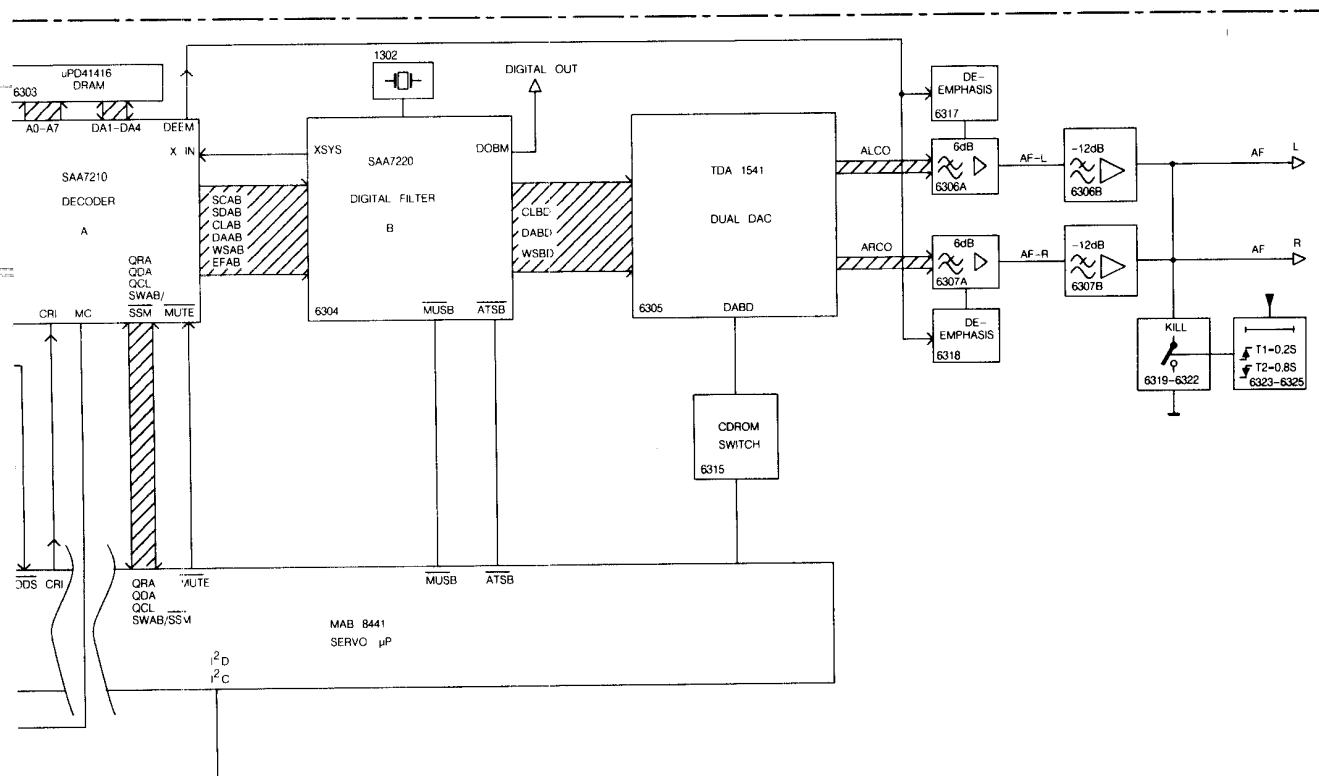 1302
DIGITAL OUT
uPD41416
DRAM
6303
A0-A7
DA1-DA4
DEEM
X IN
SAA7210
DECODER
A
QRA
QDA
QCL
SWAB/
SSM
MUTE
CRI
MC
SCAB
SDAB
CLAB
DAAB
WSAB
EFAB
XSYS
DOBM
SAA7220
DIGITAL FILTER
B
6304
MUSB
ATSB
CLBD
DABD
WSBD
TDA 1541
DUAL DAC
6305
DABD
ALCO
ARCO
DE-
EMPHASIS
6317
6dB
6306A
AF-L
-12dB
6306B
AF
L
6dB
6307A
AF-R
-12dB
6307B
AF
R
DE-
EMPHASIS
6318
KILL
6319-6322
T1-0.2S
T2-0.8S
6323-6325
CDROM
SWITCH
6315
CRI
QRA
QDA
QCL
SWAB/SSM
MUTE
MUSB
ATSB
MAB 8441
SERVO µP
I²D
I²C